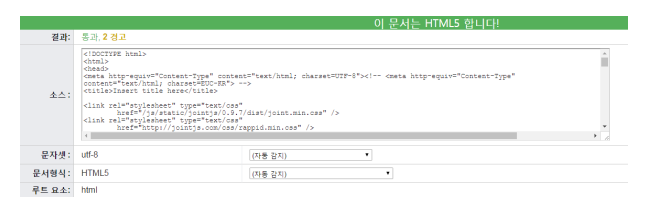 이 문서는 HTML5 합니다!
결과: 통과, 2 경고
소스 :
<!DOCTYPE html>
<html>
<head>
<meta http-equiv="Content-Type" content="text/html; charset=UTF-8"><!-- <meta http-equiv="Content-Type"
content="text/html; charset=EUC-KR"> -->
<title>Insert title here</title>
<link rel="stylesheet" type="text/css"
href="/js/static/jointjs/0.9.7/dist/joint.min.css" />
<link rel="stylesheet" type="text/css"
href="http://jointjs.com/css/rappid.min.css" />
문자셋 : utf-8 (자동 감지)
문서형식 : HTML5 (자동 감지)
루트 요소: html